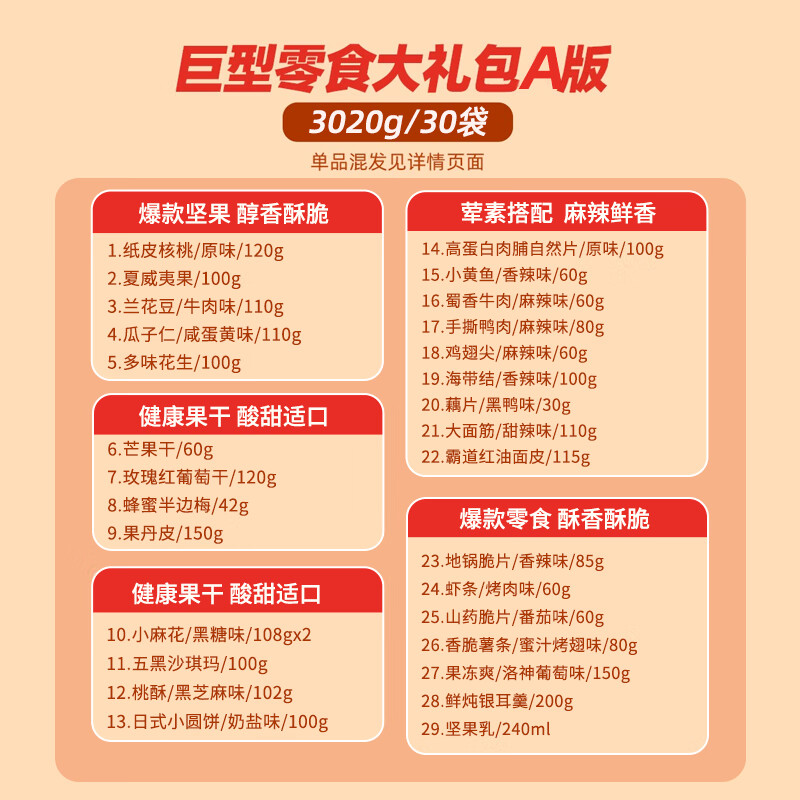 巨型零食大礼包A版
3020g/30袋
单品混发见详情页面
爆款坚果 醇香酥脆
1.纸皮核桃/原味/120g
2.夏威夷果/100g
3.兰花豆/牛肉味/110g
4.瓜子仁/咸蛋黄味/110g
5.多味花生/100g
健康果干 酸甜适口
6.芒果干/60g
7.玫瑰红葡萄干/120g
8.蜂蜜半边梅/42g
9.果丹皮/150g
健康果干 酸甜适口
10.小麻花/黑糖味/108gx2
11.五黑沙琪玛/100g
12.桃酥/黑芝麻味/102g
13.日式小圆饼/奶盐味/100g
荤素搭配 麻辣鲜香
14.高蛋白肉脯自然片/原味/100g
15.小黄鱼/香辣味/60g
16.蜀香牛肉/麻辣味/60g
17.手撕鸭肉/麻辣味/80g
18.鸡翅尖/麻辣味/60g
19.海带结/香辣味/100g
20.藕片/黑鸭味/30g
21.大面筋/甜辣味/110g
22.霸道红油面皮/115g
爆款零食 酥香酥脆
23.地锅脆片/香辣味/85g
24.虾条/烤肉味/60g
25.山药脆片/番茄味/60g
26.香脆薯条/蜜汁烤翅味/80g
27.果冻爽/洛神葡萄味/150g
28.鲜炖银耳羹/200g
29.坚果乳/240ml